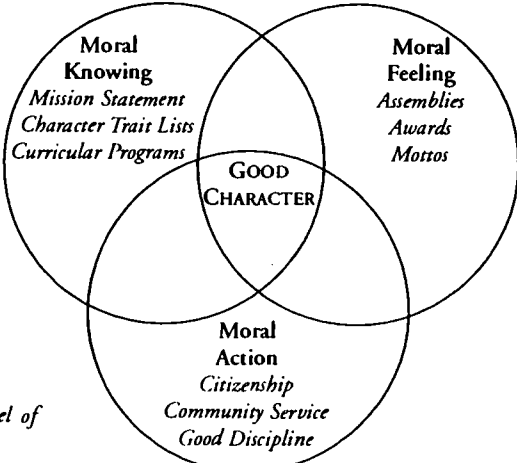 Moral
Knowing
Mission Statement
Character Trait Lists
Curricular Programs
Moral
Feeling
Assemblies
Awards
Mottos
GOOD
CHARACTER
Moral
Action
Citizenship
Community Service
Good Discipline
el of